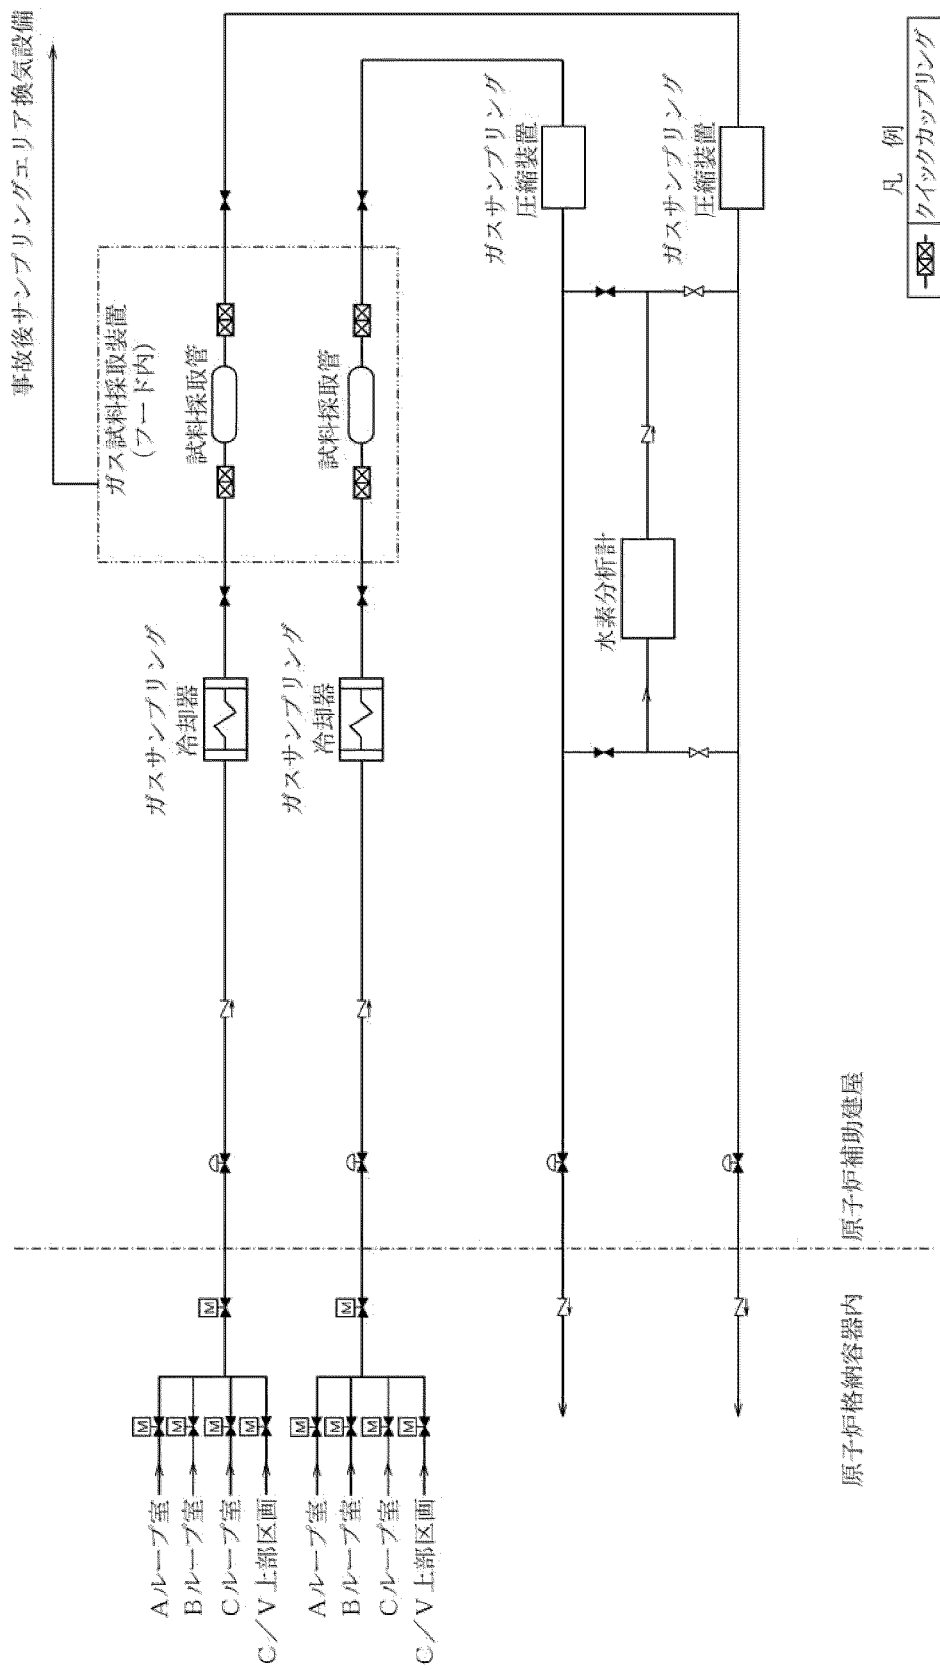 事故後サンプリングエリア換気設備
ガス試料採取装置
(フード内)
試料採取管
試料採取管
ガスサンプリング
冷却器
ガスサンプリング
冷却器
ガスサンプリング
圧縮装置
ガスサンプリング
圧縮装置
水素分析計
M
M
M
M
M
M
M
M
M
M
Aループ室
Bループ室
Cループ室
C/V上部区画
Aループ室
Bループ室
Cループ室
C/V上部区画
原子炉格納容器内
原子炉補助建屋
凡 例
クイックカップリング